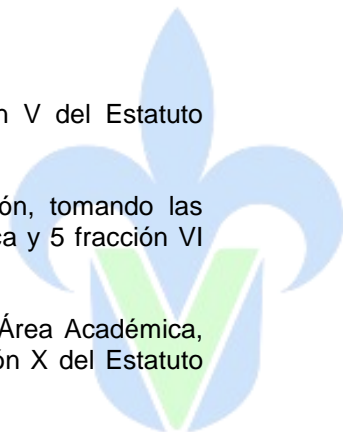 n V del Estatuto
ón, tomando las
ca y 5 fracción VI
Área Académica,
ón X del Estatuto